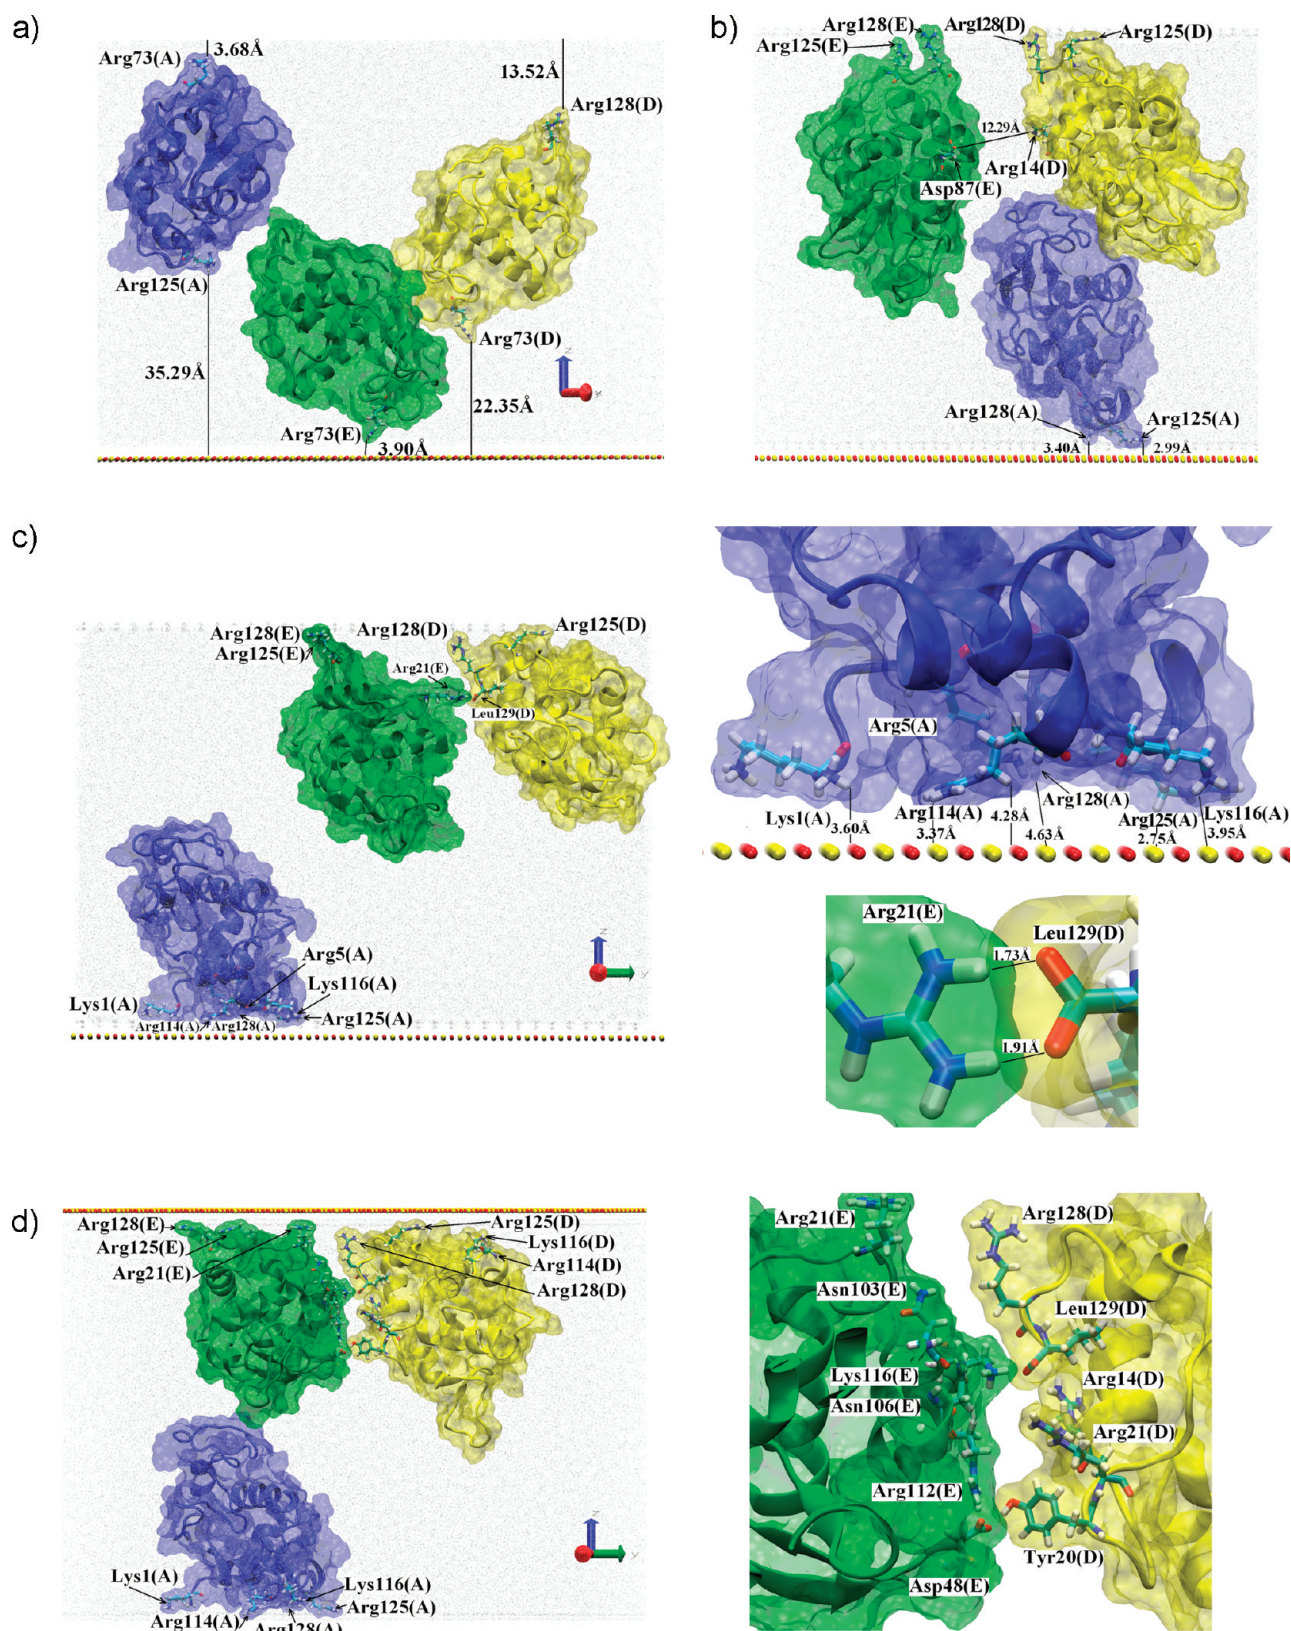 a)
Arg73(A)
3.68Å
13.52Å
Arg128(D)
Arg125(A)
35.29Å
Arg73(D)
22.35Å
Arg73(E)
3.90Å
Z
b)
Arg128(E)
Arg125(E)
Arg128(D)
Arg125(D)
12.29Å
Arg14(D)
Asp87(E)
Arg128(A)
Arg125(A)
3.40Å
2.99Å
c)
Arg128(E)
Arg125(E)
Arg128(D)
Arg125(D)
Arg21(E)
Leu129(D)
Z
Y
Arg5(A)
Lys116(A)
Lys1(A)
Arg114(A)
Arg128(A)
Arg125(A)
Arg5(A)
Lys1(A)
3.60Å
Arg114(A)
3.37Å
4.28Å
Arg128(A)
4.63Å
Arg125(A)
2.75Å
Lys116(A)
3.95Å
Arg21(E)
Leu129(D)
1.73Å
1.91Å
d)
Arg128(E)
Arg125(E)
Arg21(E)
Arg125(D)
Lys116(D)
Arg114(D)
Arg128(D)
Z
Y
Lys1(A)
Arg114(A)
Arg128(A)
Lys116(A)
Arg125(A)
Arg21(E)
Arg128(D)
Asn103(E)
Leu129(D)
Lys116(E)
Arg14(D)
Asn106(E)
Arg21(D)
Arg112(E)
Tyr20(D)
Asp48(E)